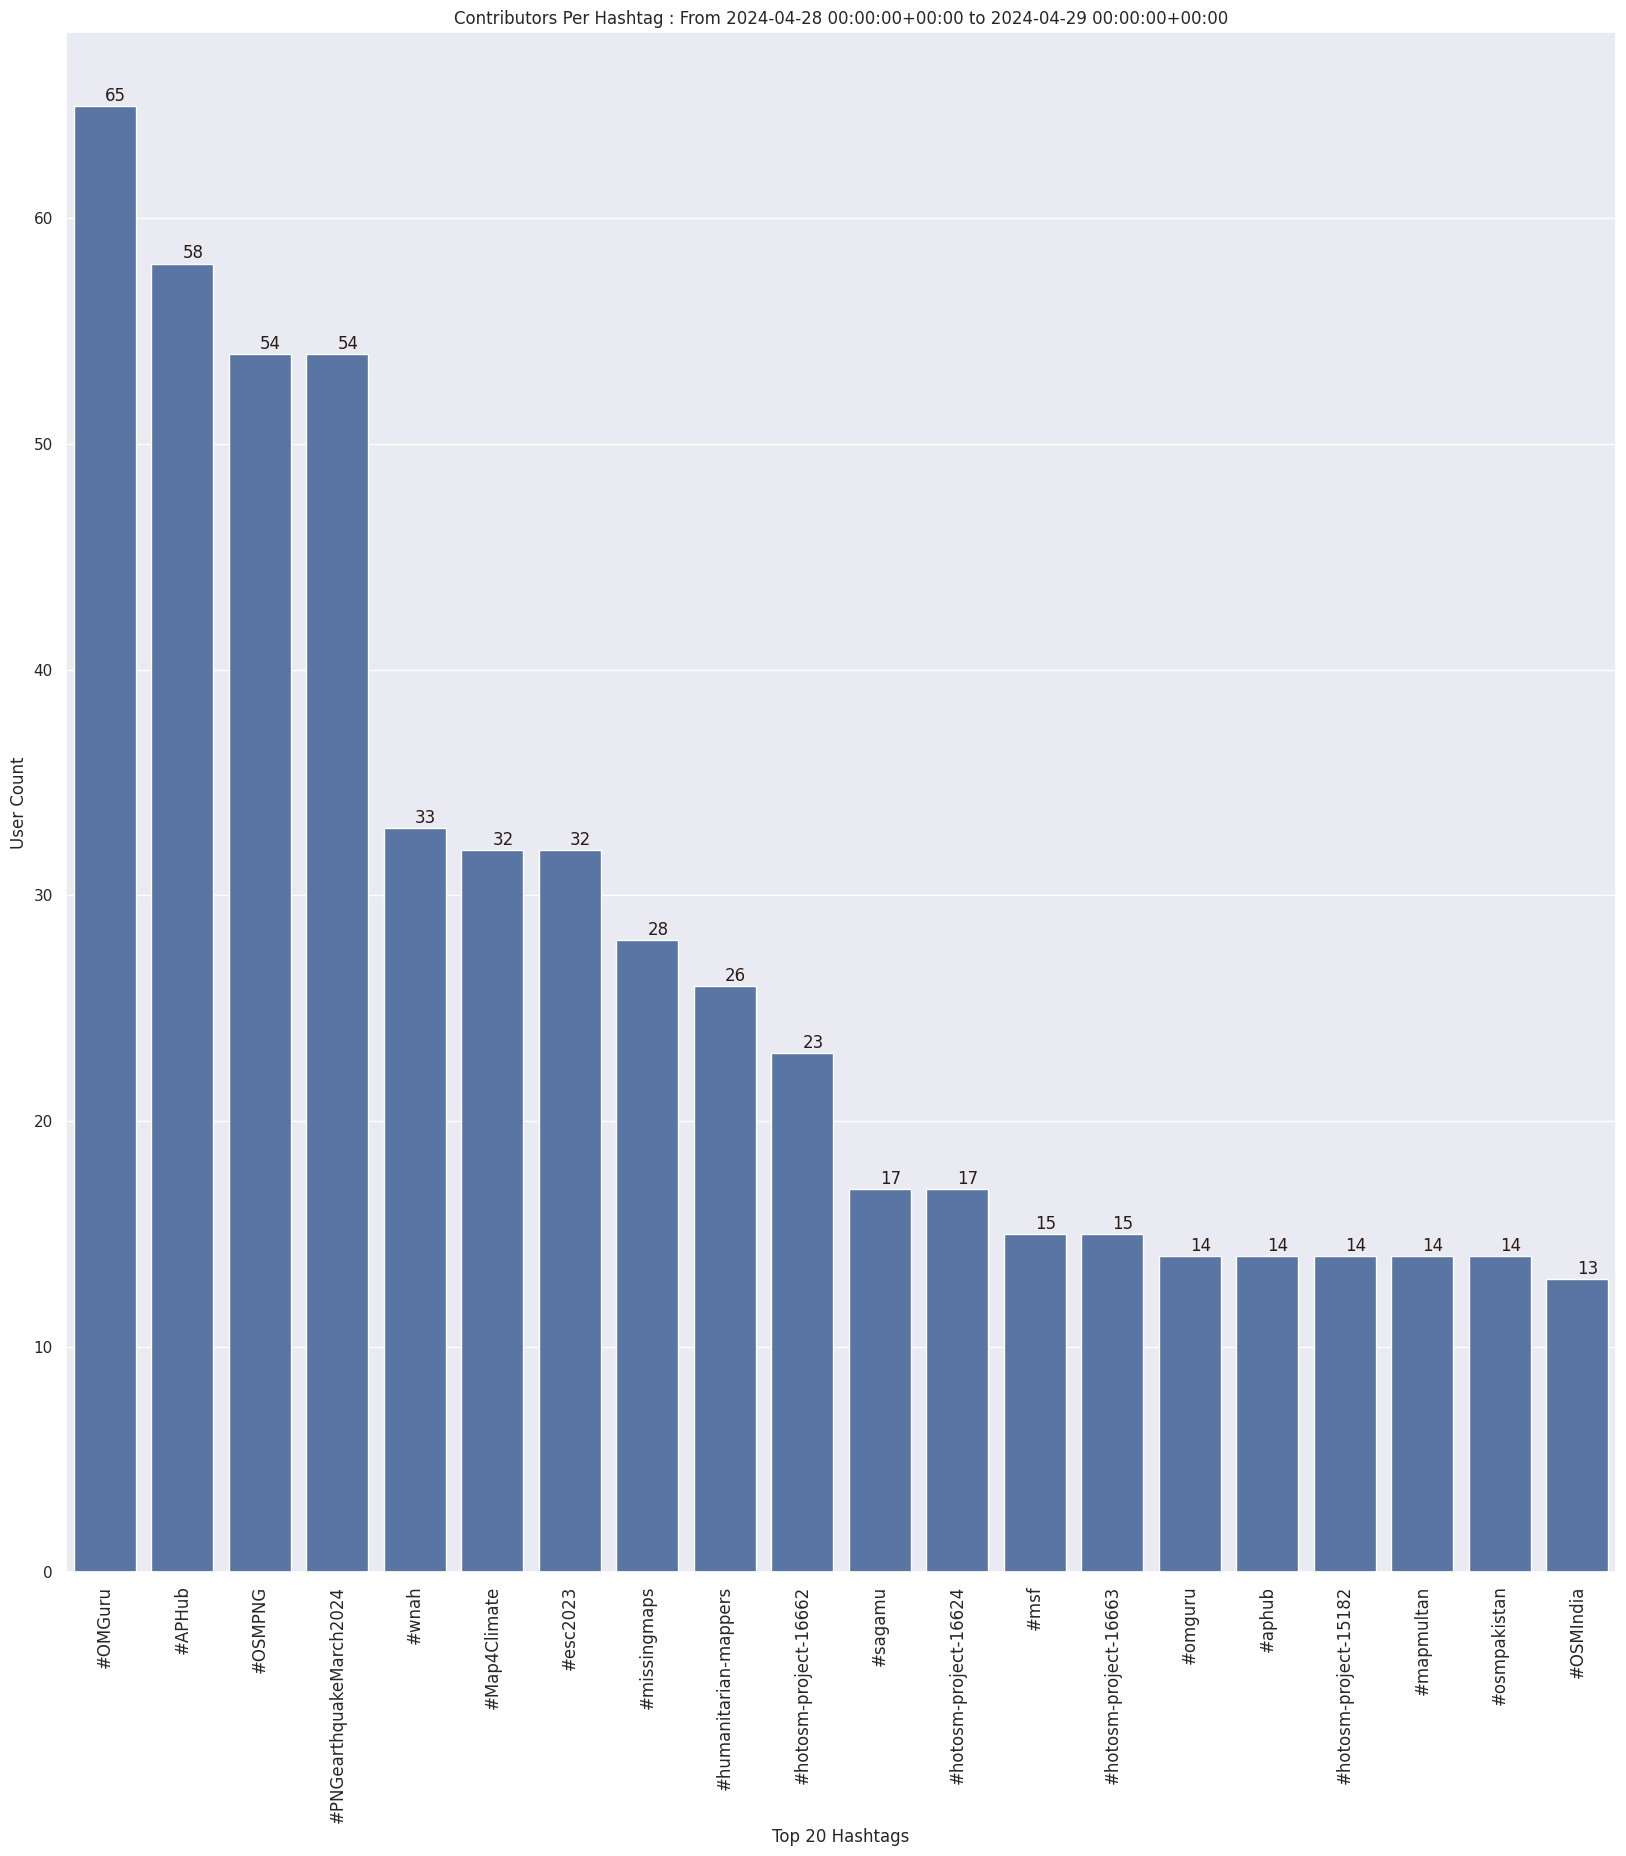 Contributors Per Hashtag : From 2024-04-28 00:00:00+00:00 to 2024-04-29 00:00:00+00:00
User Count
60
50
40
30
20
10
0
65
58
54
54
33
32
32
28
26
23
17
17
15
15
14
14
14
14
14
13
#OMGuru
#APHub
#OSMPNG
#PNGearthquakeMarch2024
#wnah
#Map4Climate
#esc2023
#missingmaps
#humanitarian-mappers
#hotosm-project-16662
#sagamu
#hotosm-project-16624
#msf
#hotosm-project-16663
#omguru
#aphub
#hotosm-project-15182
#mapmultan
#osmpakistan
#OSMIndia
Top 20 Hashtags